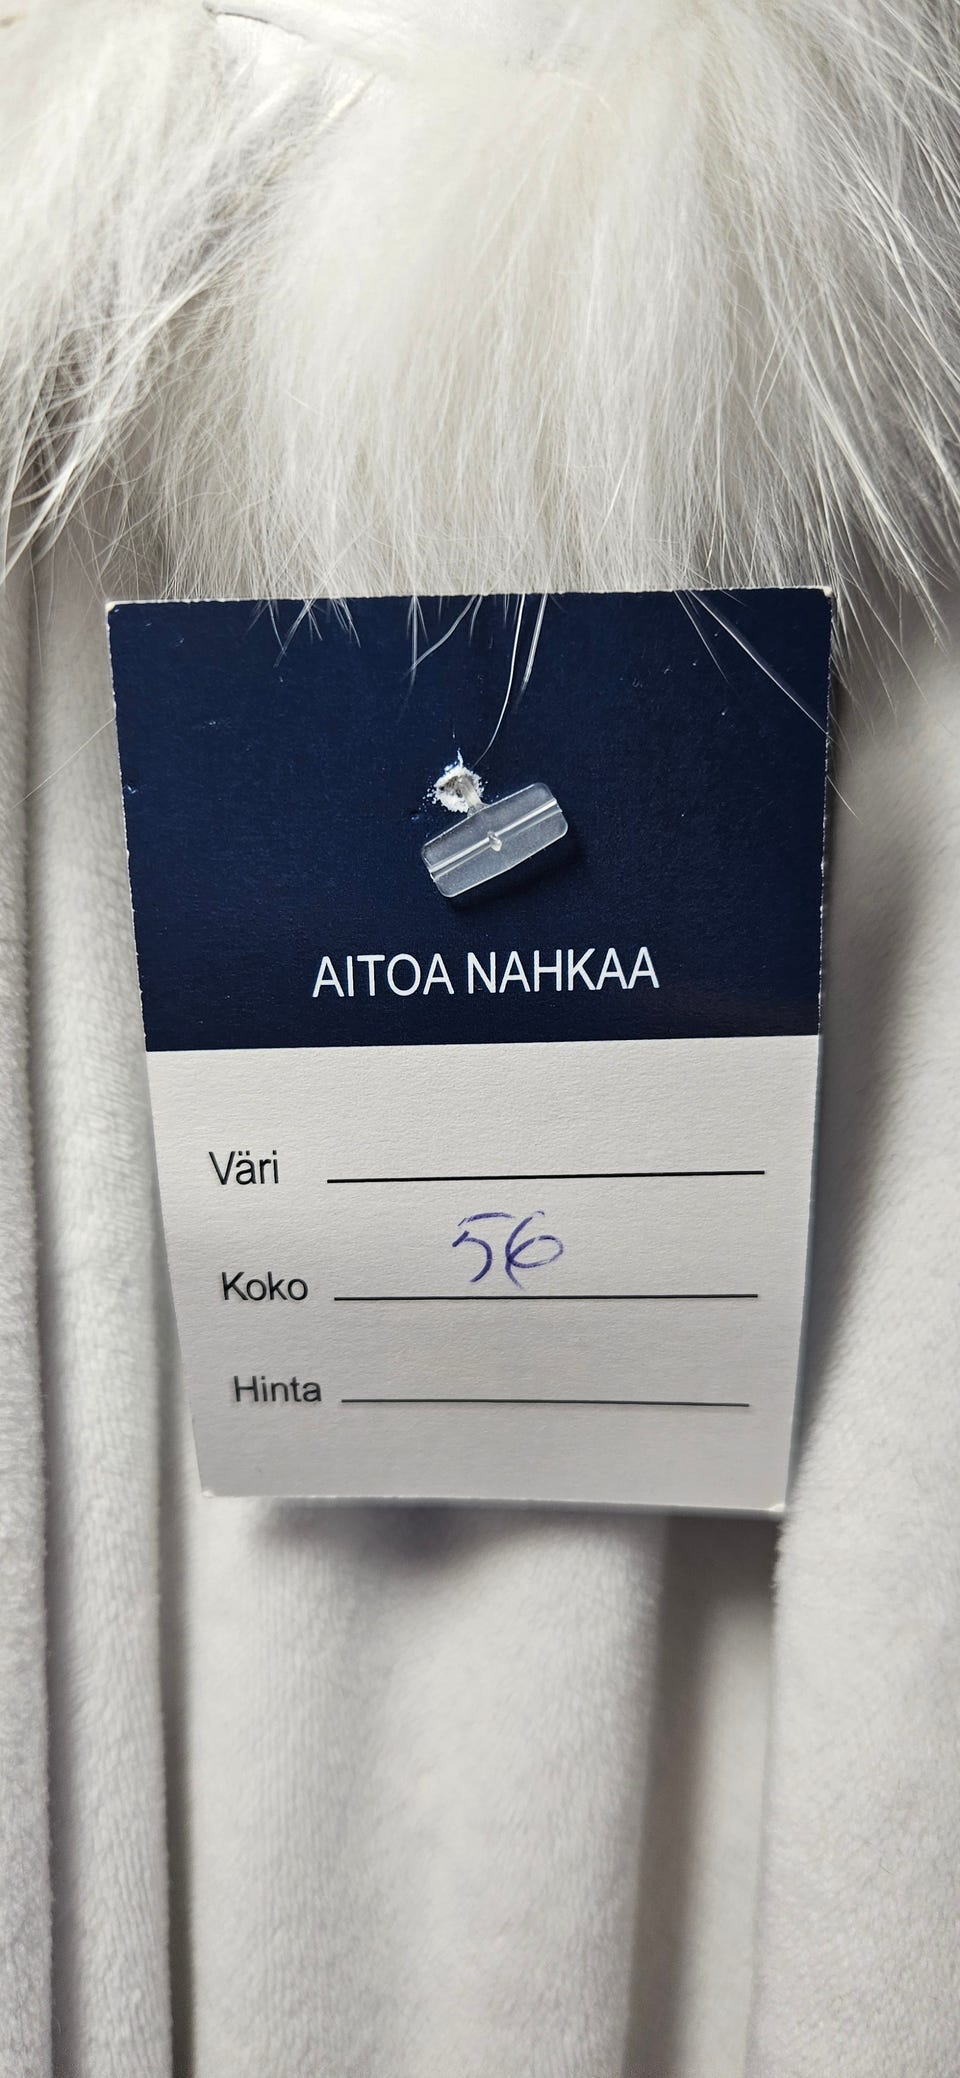 AITOA NAHKAA
Väri
Koko 56
Hinta